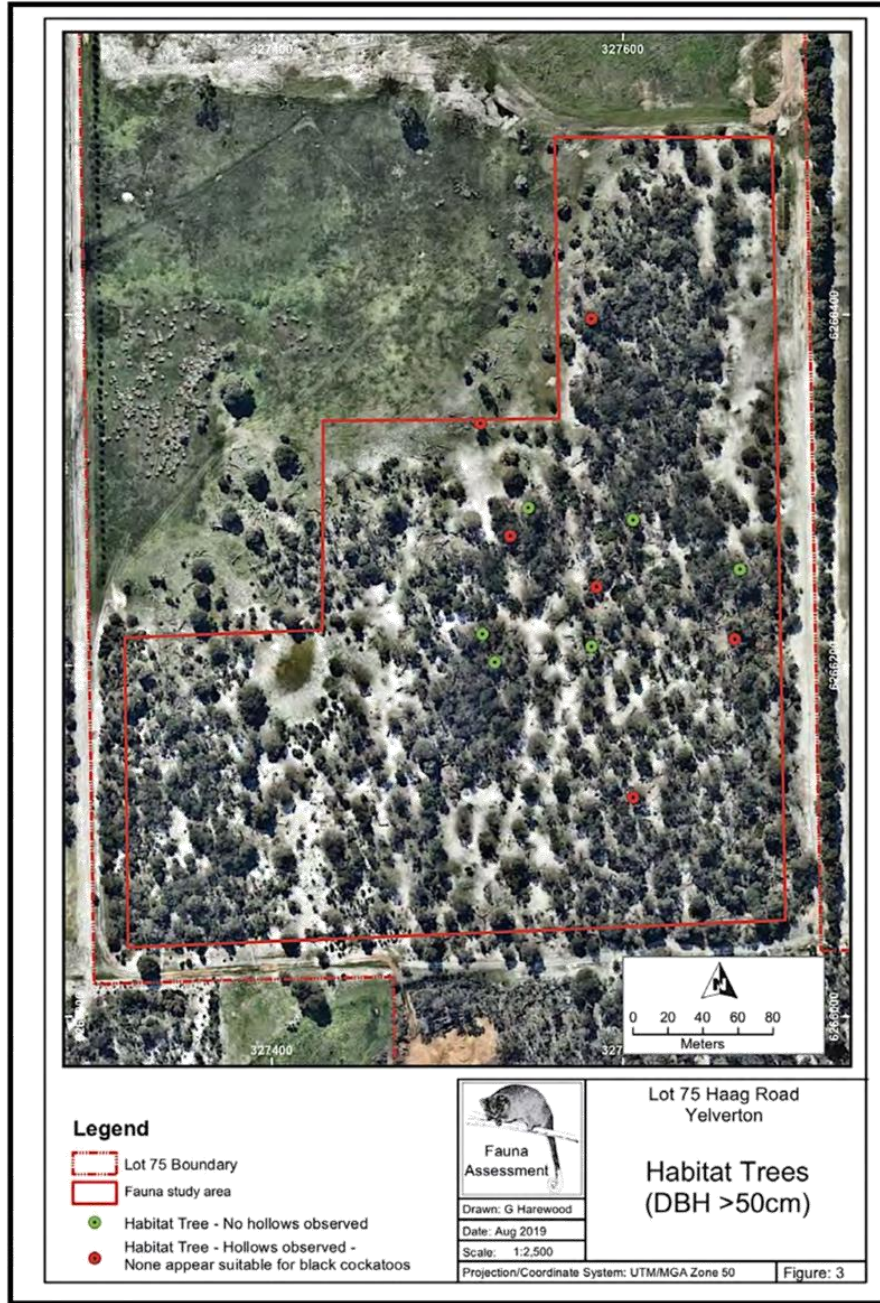 327400
327600
6266400
6266200
6266000
327400
0 20 40 60 80
Meters
Legend
Lot 75 Boundary
Fauna study area
Habitat Tree - No hollows observed
Habitat Tree - Hollows observed -
None appear suitable for black cockatoos
Fauna
Assessment
Drawn: G Harewood
Date: Aug 2019
Scale: 1:2,500
Projection/Coordinate System: UTM/MGA Zone 50
Lot 75 Haag Road
Yelverton
Habitat Trees
(DBH >50cm)
Figure: 3